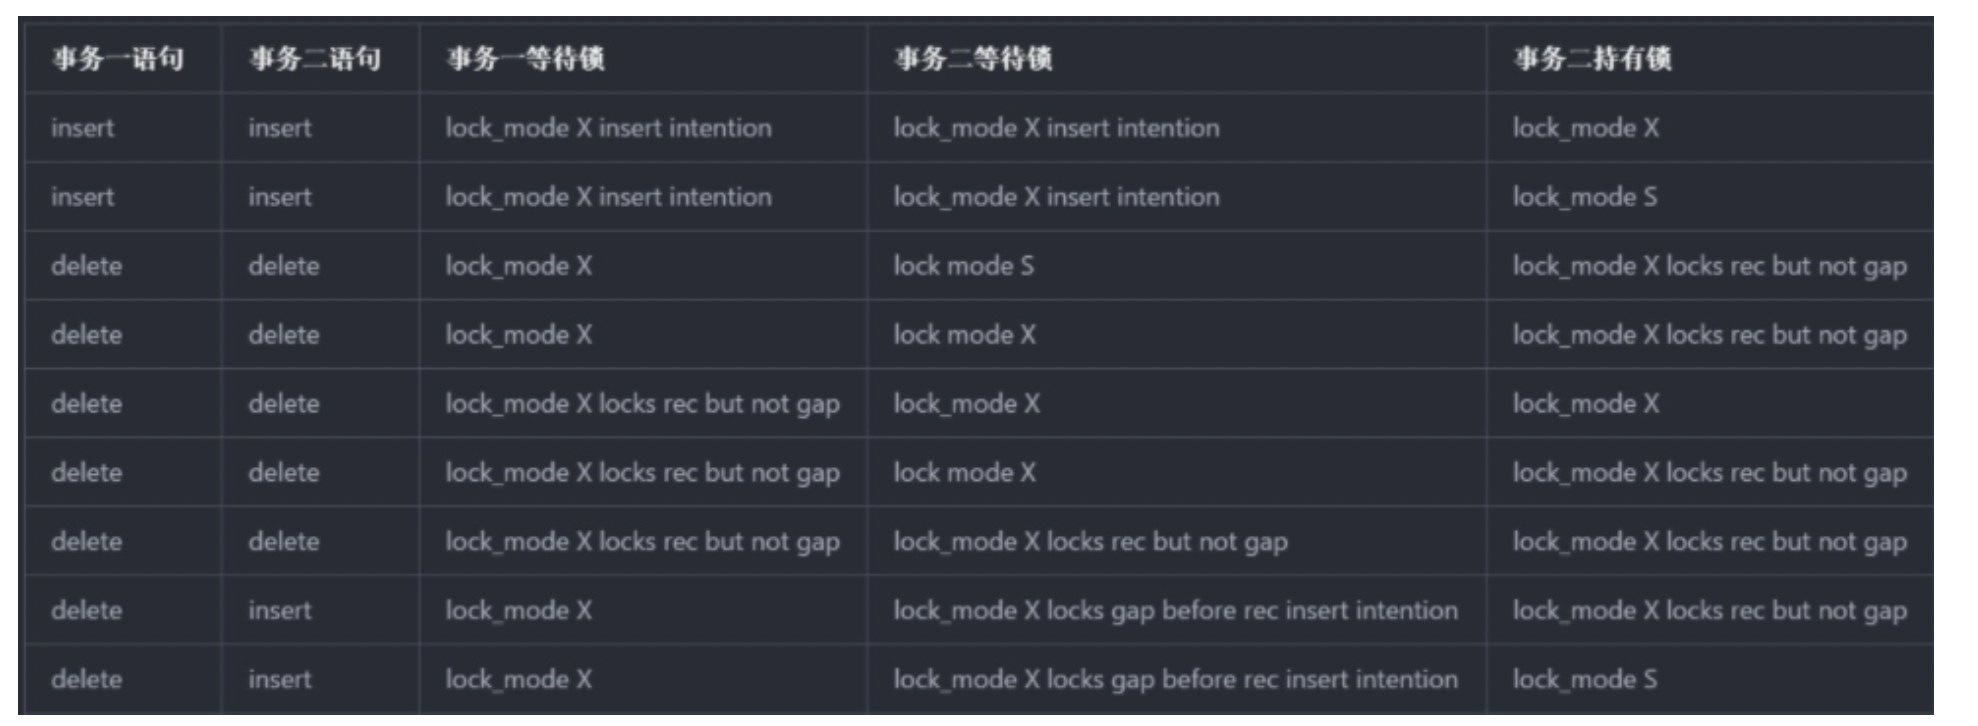 事务一语句 事务二语句 事务一等待锁 事务二等待锁 事务二持有锁
insert insert lock_mode X insert intention lock_mode X insert intention lock_mode X
insert insert lock_mode X insert intention lock_mode X insert intention lock_mode S
delete delete lock_mode X lock mode S lock_mode X locks rec but not gap
delete delete lock_mode X lock mode X lock_mode X locks rec but not gap
delete delete lock_mode X locks rec but not gap lock_mode X lock_mode X
delete delete lock_mode X locks rec but not gap lock mode X lock_mode X locks rec but not gap
delete delete lock_mode X locks rec but not gap lock_mode X locks rec but not gap lock_mode X locks rec but not gap
delete insert lock_mode X lock_mode X locks gap before rec insert intention lock_mode X locks rec but not gap
delete insert lock_mode X lock_mode X locks gap before rec insert intention lock_mode S